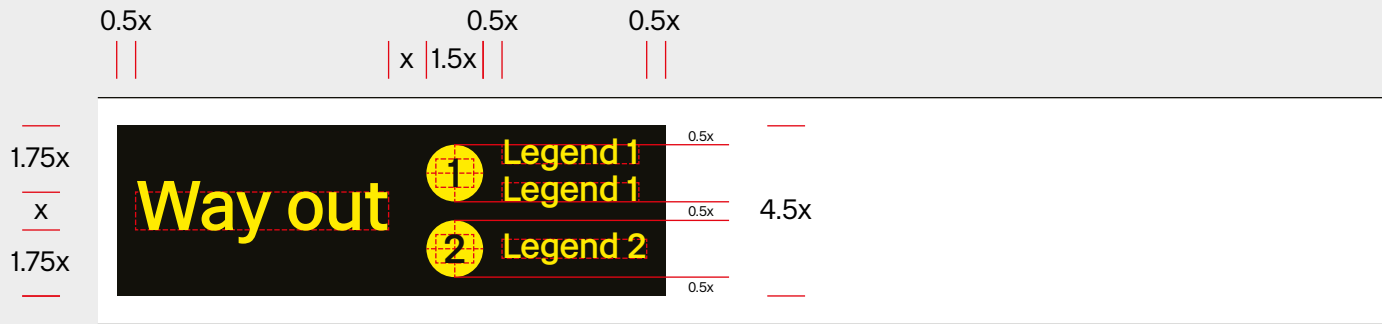 0.5x 0.5x 0.5x
x 1.5x
1.75x
x
1.75x
Way out
1 Legend 1
Legend 1
2 Legend 2
0.5x
0.5x
0.5x
4.5x